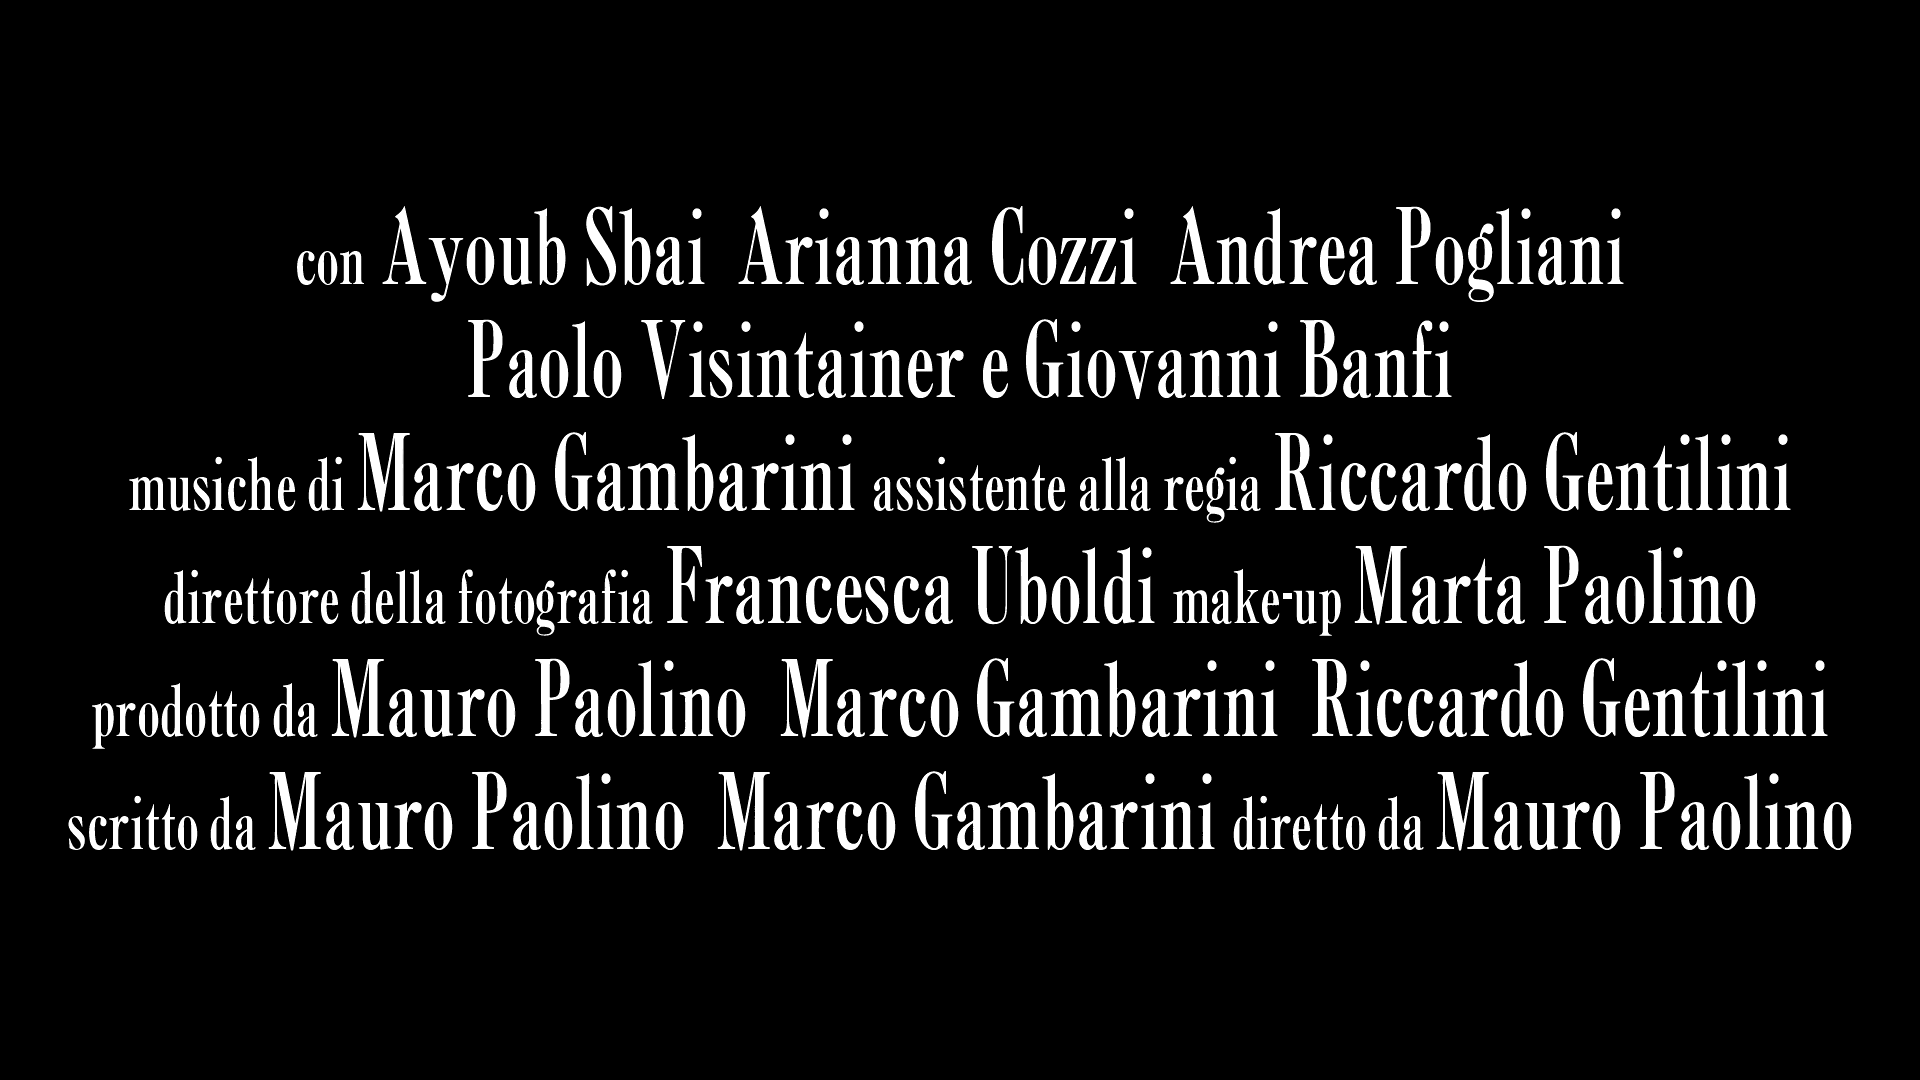 con Ayoub Sbai Arianna Cozzi Andrea Pogliani
Paolo Visintainer e Giovanni Banfi
musiche di Marco Gambarini assistente alla regia Riccardo Gentilini
direttore della fotografia Francesca Uboldi make-up Marta Paolino
prodotto da Mauro Paolino Marco Gambarini Riccardo Gentilini
scritto da Mauro Paolino Marco Gambarini diretto da Mauro Paolino